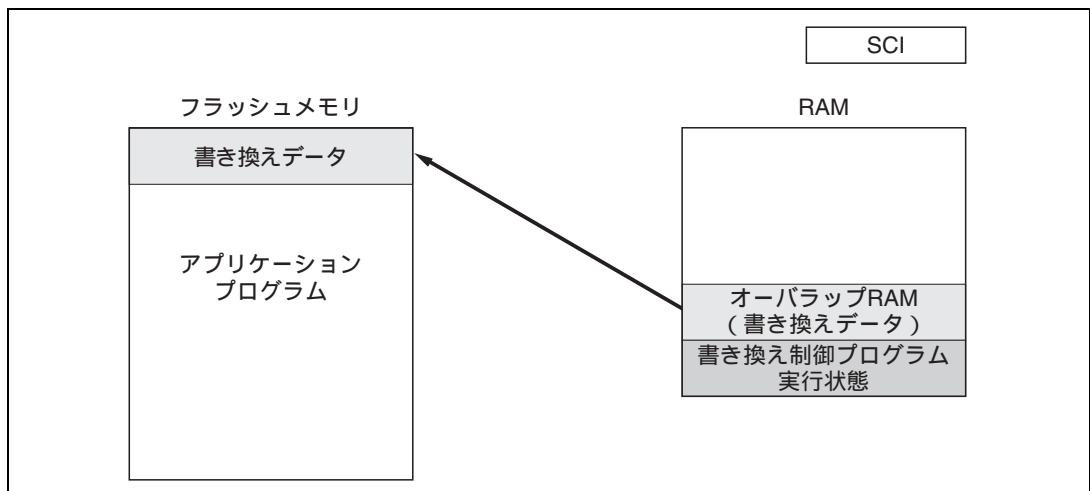 SCI
フラッシュメモリ
RAM
書き換えデータ
アプリケーション
プログラム
オーバラップRAM
（書き換えデータ）
書き換え制御プログラム
実行状態